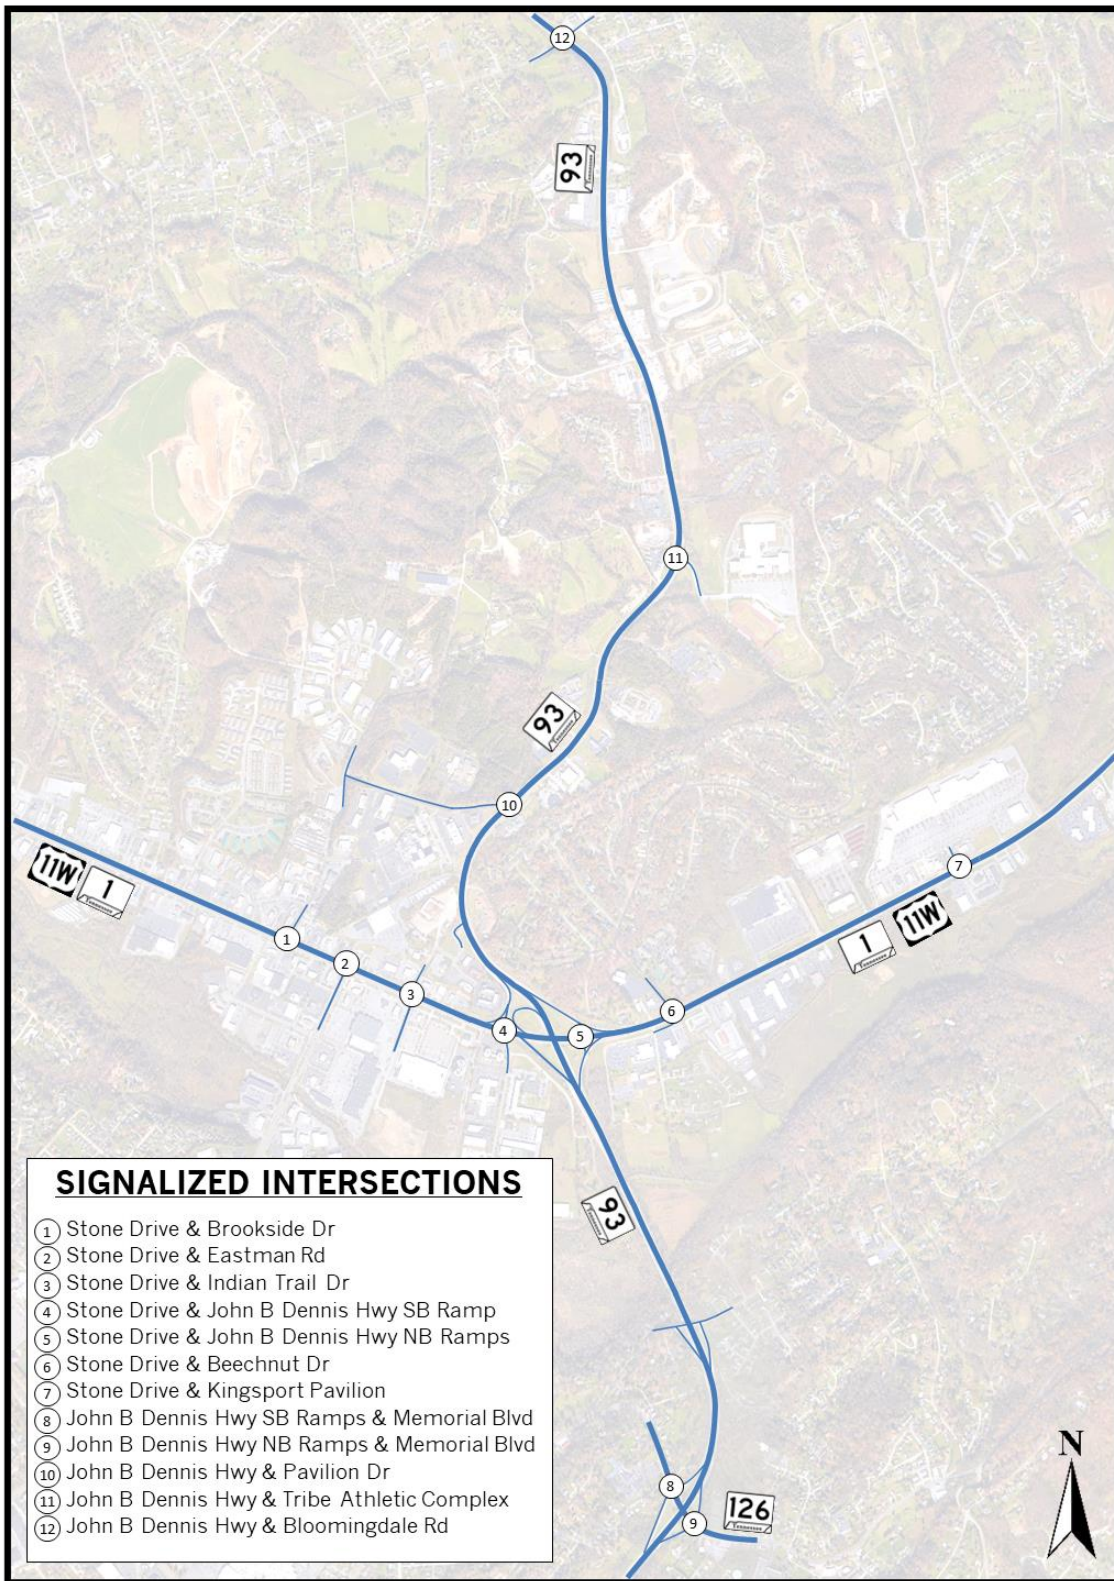 12
93
11
93
10
7
11W
1
1
11W
1
2
3
6
4
5
93
SIGNALIZED INTERSECTIONS
1 Stone Drive & Brookside Dr
2 Stone Drive & Eastman Rd
3 Stone Drive & Indian Trail Dr
4 Stone Drive & John B Dennis Hwy SB Ramp
5 Stone Drive & John B Dennis Hwy NB Ramps
6 Stone Drive & Beechnut Dr
7 Stone Drive & Kingsport Pavilion
8 John B Dennis Hwy SB Ramps & Memorial Blvd
9 John B Dennis Hwy NB Ramps & Memorial Blvd
10 John B Dennis Hwy & Pavilion Dr
11 John B Dennis Hwy & Tribe Athletic Complex
12 John B Dennis Hwy & Bloomingdale Rd
8
9
126
N